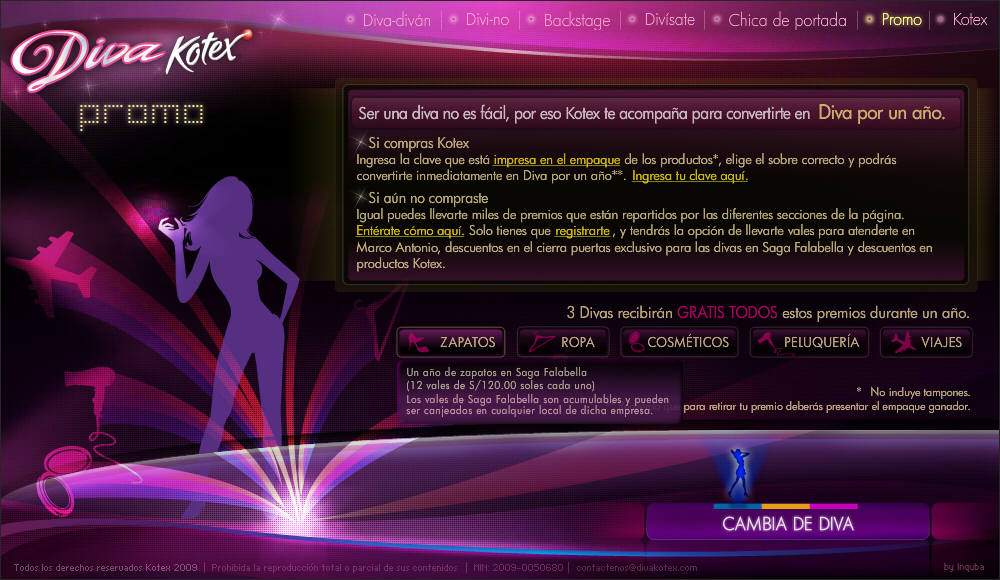 Diva-diván
Divi-no
Backstage
Divísate
Chica de portada
Promo
Kotex
Diva Kotex
promo
Ser una diva no es fácil, por eso Kotex te acompaña para convertirte en Diva por un año.
Si compras Kotex
Ingresa la clave que está impresa en el empaque de los productos*, elige el sobre correcto y podrás
convertirte inmediatamente en Diva por un año**. Ingresa tu clave aquí.
Si aún no compraste
Igual puedes llevarte miles de premios que están repartidos por las diferentes secciones de la página.
Entérate cómo aquí. Solo tienes que registrarte, y tendrás la opción de llevarte vales para atenderte en
Marco Antonio, descuentos en el cierra puertas exclusivo para las divas en Saga Falabella y descuentos en
productos Kotex.
3 Divas recibirán GRATIS TODOS estos premios durante un año.
ZAPATOS
ROPA
COSMÉTICOS
PELUQUERÍA
VIAJES
Un año de zapatos en Saga Falabella
(12 vales de S/120.00 soles cada uno)
Los vales de Saga Falabella son acumulables y pueden
ser canjeados en cualquier local de dicha empresa.
* No incluye tampones.
para retirar tu premio deberás presentar el empaque ganador.
CAMBIA DE DIVA
Todos los derechos reservados Kotex 2009 | Prohibida la reproducción total o parcial de sus contenidos | MIN: 2009-0050680 | contactenos@divakotex.com
by Inquba